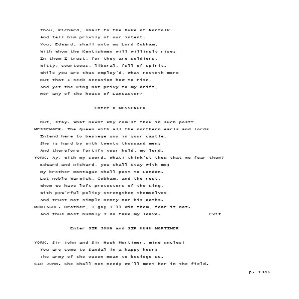 Thou, Richard, shalt to the Duke of Norfolk
And tell him privily of our intent.
You, Edward, shall unto my Lord Cobham,
With whom the Kentishmen will willingly rise;
In them I trust, for they are soldiers,
Witty, courteous, liberal, full of spirit.
While you are thus employ'd, what resteth more
But that I seek occasion how to rise,
And yet the King not privy to my drift
Nor any of the house of Lancaster?
Enter a MESSENGER
But, stay. What news? Why com'st thou in such post?
MESSENGER. The Queen with all the northern earls and lords
Intend here to besiege you in your castle.
She is hard by with twenty thousand men;
And therefore fortify your hold, my lord.
YORK. Ay, with my sword. What! think'st thou that we fear them?
Edward and Richard, you shall stay with me;
My brother Montague shall post to London.
Let noble Warwick, Cobham, and the rest,
Whom we have left protectors of the King,
With powerful policy strengthen themselves
And trust not simple Henry nor his oaths.
MONTAGUE. Brother, I go; I'll win them, fear it not.
And thus most humbly I do take my leave. Exit
Enter SIR JOHN and SIR HUGH MORTIMER
YORK. Sir John and Sir Hugh Mortimer, mine uncles!
You are come to Sandal in a happy hour;
The army of the Queen mean to besiege us.
SIR JOHN. She shall not need; we'll meet her in the field.